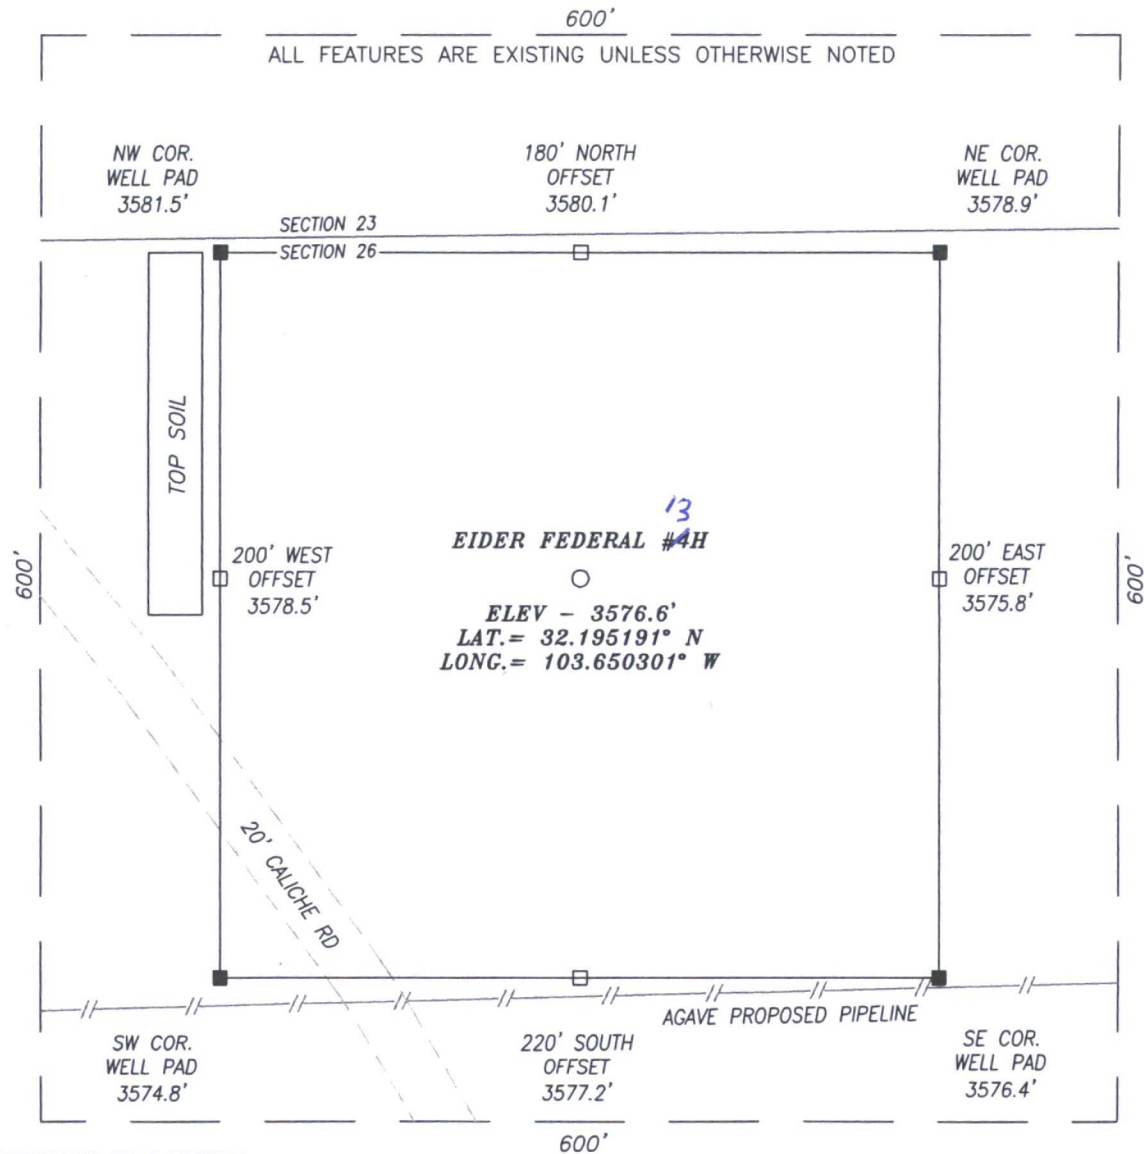 600'
ALL FEATURES ARE EXISTING UNLESS OTHERWISE NOTED
NW COR.
WELL PAD
3581.5'
180' NORTH
OFFSET
3580.1'
NE COR.
WELL PAD
3578.9'
SECTION 23
SECTION 26
TOP SOIL
600'
200' WEST
OFFSET
3578.5'
13
EIDER FEDERAL #4H
ELEV - 3576.6'
LAT.= 32.195191° N
LONG.= 103.650301° W
200' EAST
OFFSET
3575.8'
600'
20' CALICHE RD
AGAVE PROPOSED PIPELINE
SW COR.
WELL PAD
3574.8'
220' SOUTH
OFFSET
3577.2'
SE COR.
WELL PAD
3576.4'
600'